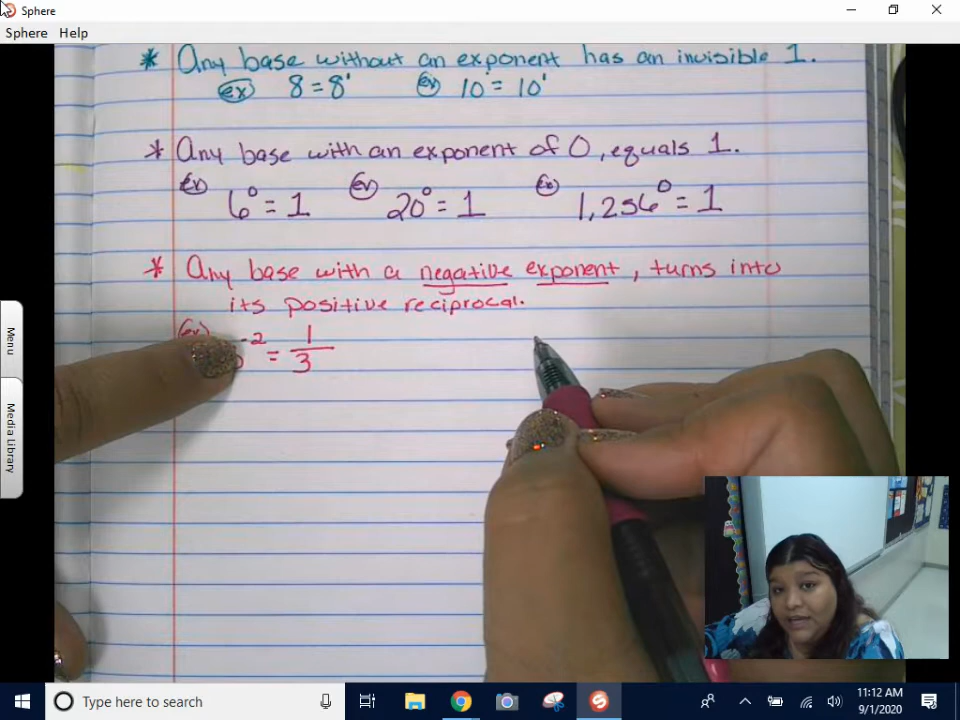 Sphere
Sphere Help
* Any base without an exponent has an invisible 1.
ex 8 = 8¹ ex 10 = 10¹
* Any base with an exponent of 0, equals 1.
ex 6⁰ = 1 ex 20⁰ = 1 ex 1,256⁰ = 1
* Any base with a negative exponent, turns into
its positive reciprocal.
ex ⁻² = 1/3
Menu
Media Library
Type here to search
11:12 AM
9/1/2020